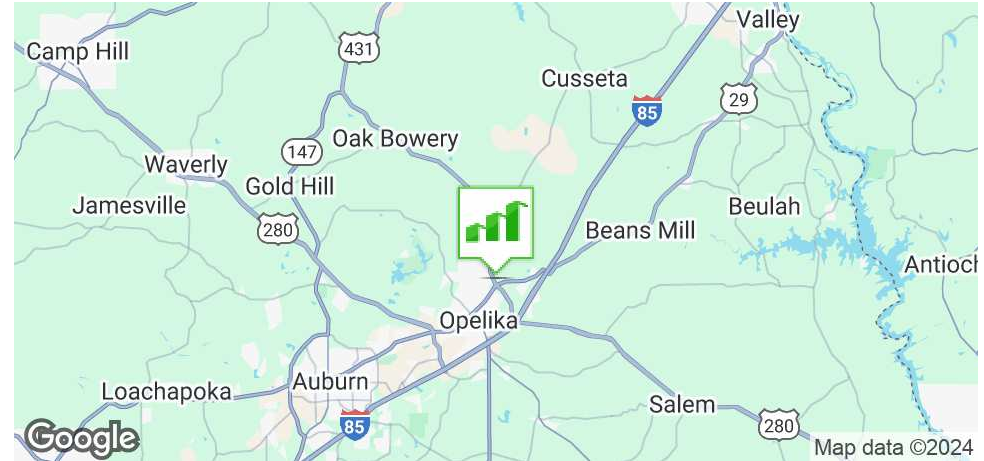 Valley
Camp Hill
431
Cusseta
29
85
Oak Bowery
147
Waverly
Gold Hill
Jamesville
Beulah
280
Beans Mill
Antioch
Opelika
Auburn
Loachapoka
Salem
85
280
Google
Map data ©2024